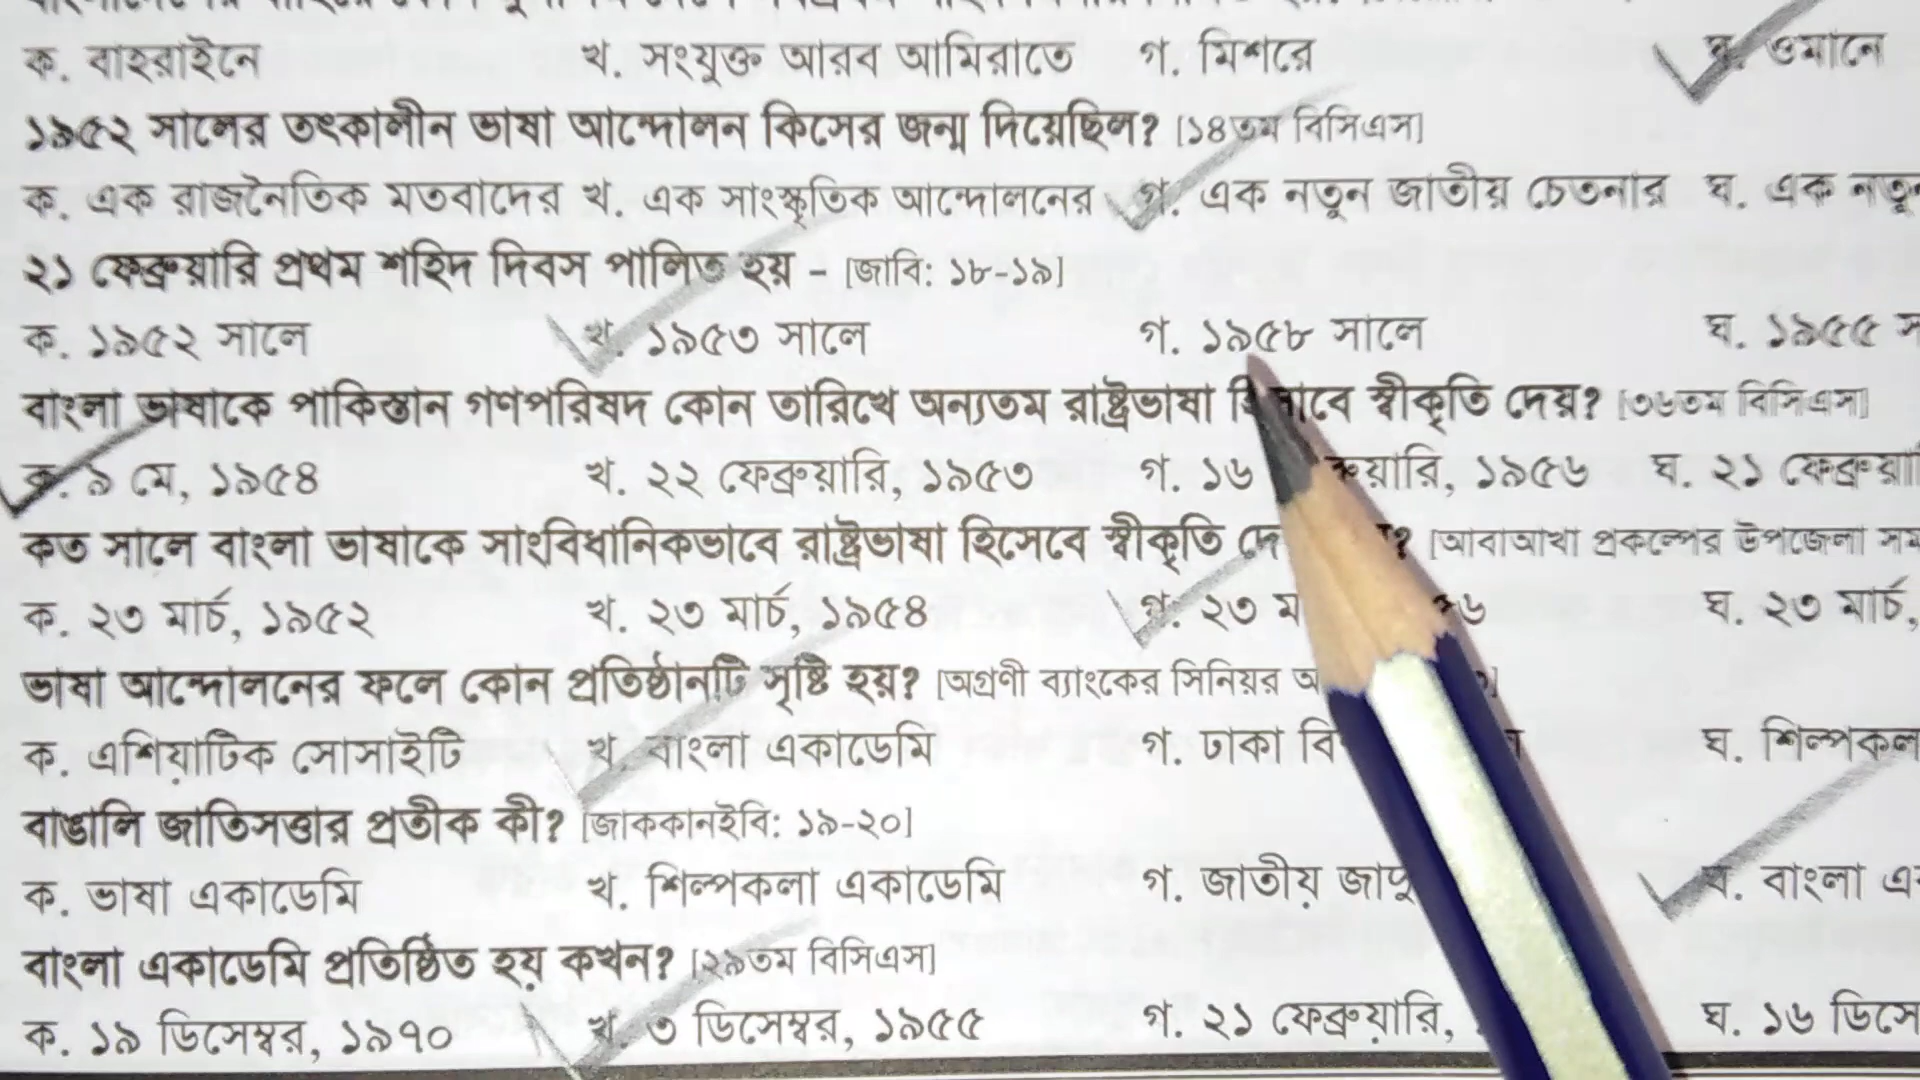 ক. বাহরাইনে খ. সংযুক্ত আরব আমিরাতে গ. মিশরে ঘ. ওমানে
১৯৫২ সালের তৎকালীন ভাষা আন্দোলন কিসের জন্ম দিয়েছিল? [১৪তম বিসিএস]
ক. এক রাজনৈতিক মতবাদের খ. এক সাংস্কৃতিক আন্দোলনের গ. এক নতুন জাতীয় চেতনার ঘ. এক
২১ ফেব্রুয়ারি প্রথম শহিদ দিবস পালিত হয় - [জাবি: ১৮-১৯]
ক. ১৯৫২ সালে খ. ১৯৫৩ সালে গ. ১৯৫৮ সালে ঘ. ১৯৫৫
বাংলা ভাষাকে পাকিস্তান গণপরিষদ কোন তারিখে অন্যতম রাষ্ট্রভাষা স্বীকৃতি দেয়? [৩৬তম বিসিএস]
ক. ৯ মে, ১৯৫৪ খ. ২২ ফেব্রুয়ারি, ১৯৫৩ গ. ১৬ ১৯৫৬ ঘ. ২১
কত সালে বাংলা ভাষাকে সাংবিধানিকভাবে রাষ্ট্রভাষা হিসেবে স্বীকৃতি [আবাআখা প্রকল্পের উপজেলা
ক. ২৩ মার্চ, ১৯৫২ খ. ২৩ মার্চ, ১৯৫৪ গ. ২৩ ঘ. ২৩ মার্চ,
ভাষা আন্দোলনের ফলে কোন প্রতিষ্ঠানটি সৃষ্টি হয়? [অগ্রণী ব্যাংকের সিনিয়র
ক. এশিয়াটিক সোসাইটি খ. বাংলা একাডেমি গ. ঢাকা ঘ.
বাঙালি জাতিসত্তার প্রতীক কী? [জাককানইবি: ১৯-২০]
ক. ভাষা একাডেমি খ. শিল্পকলা একাডেমি গ. জাতীয় ঘ. বাংলা
বাংলা একাডেমি প্রতিষ্ঠিত হয় কখন? [২৯তম বিসিএস]
ক. ১৯ ডিসেম্বর, ১৯৭০ খ. ৩ ডিসেম্বর, ১৯৫৫ গ. ২১ ফেব্রুয়ারি, ঘ. ১৬